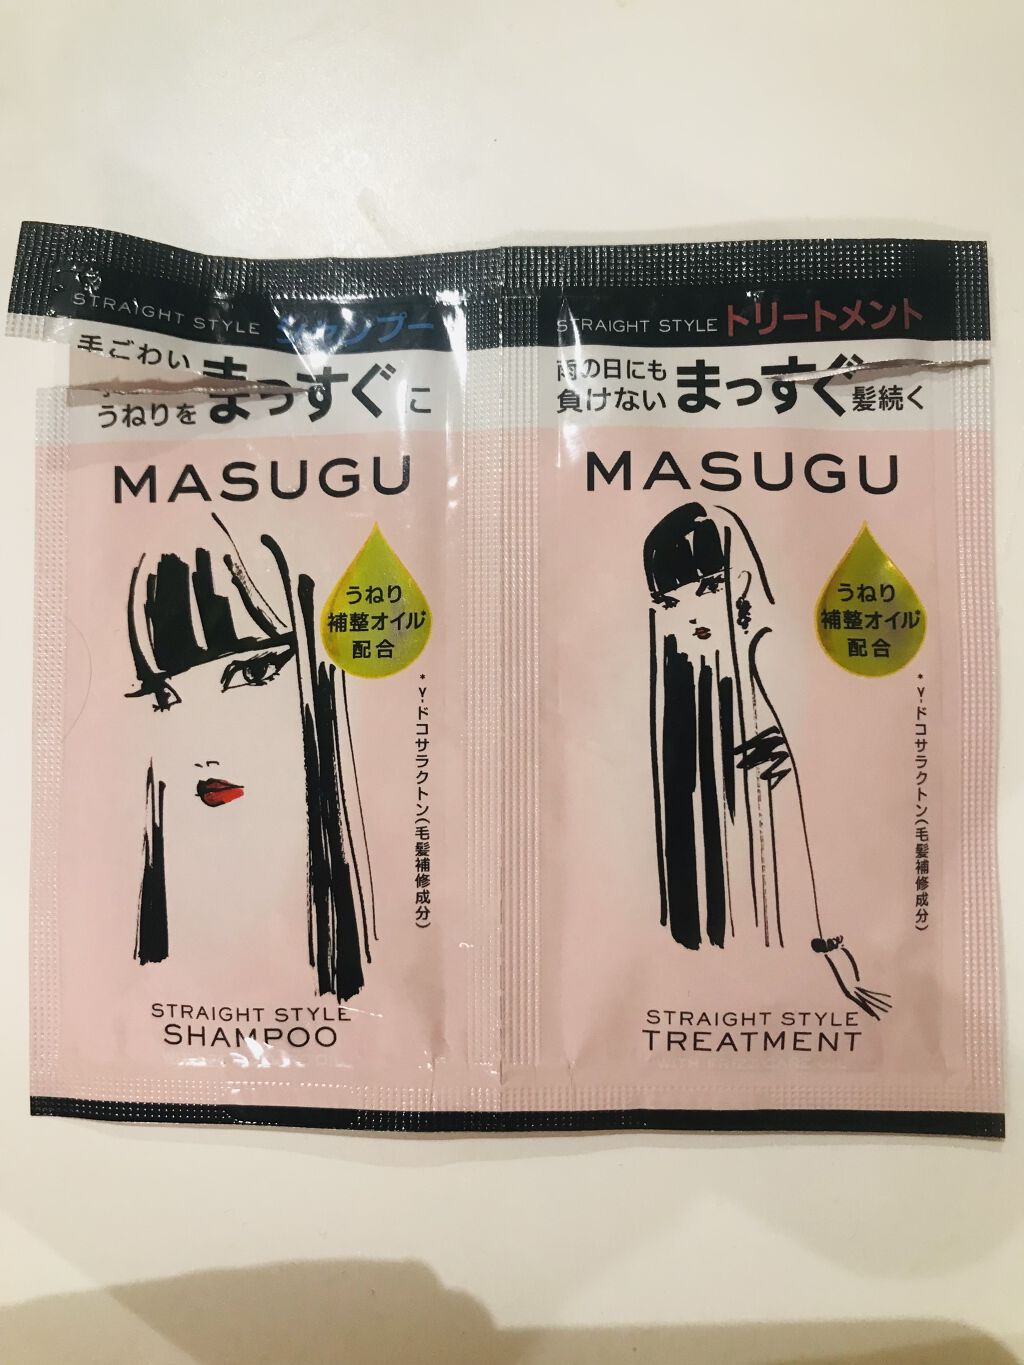 STRAIGHT STYLE シャンプー
毛ごわい
うねりを
まっすぐに
MASUGU
うねり
補整オイル*
配合
*γ-ドコサラクトン(毛髪補修成分)
STRAIGHT STYLE
SHAMPOO
STRAIGHT STYLE トリートメント
雨の日にも
負けない
まっすぐ髪続く
MASUGU
うねり
補整オイル*
配合
*γ-ドコサラクトン(毛髪補修成分)
STRAIGHT STYLE
TREATMENT